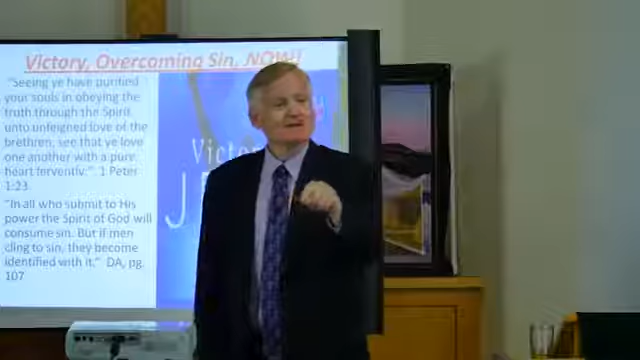 Victory, Overcoming Sin, NOW!!
"Seeing ye have purified
your souls in obeying the
truth through the Spirit
unto unfeigned love of the
brethren, see that ye love
one another with a pure
heart fervently:". 1 Peter
1:23.
"In all who submit to His
power the Spirit of God will
consume sin. But if men
cling to sin, they become
identified with it." DA, pg.
107